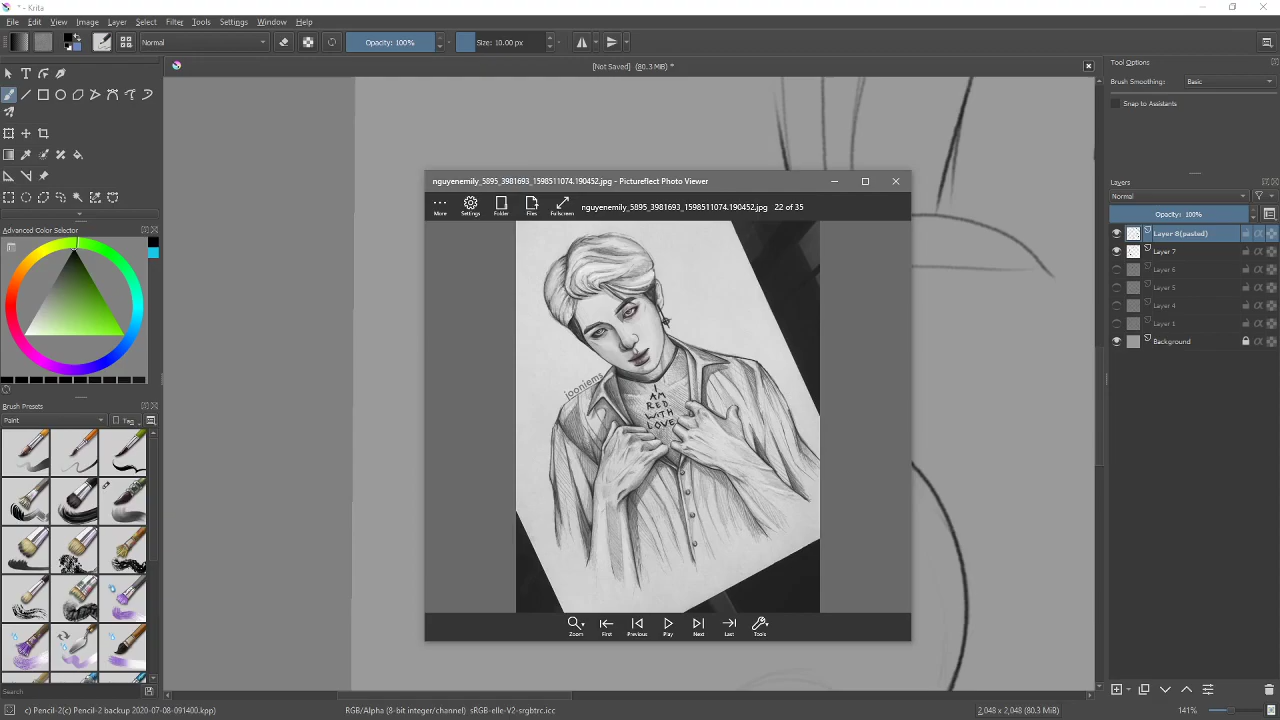 * - Krita
File Edit View Image Layer Select Filter Tools Settings Window Help
Normal Opacity: 100% Size: 10.00 px
[Not Saved] (80.3 MiB) *
Tool Options
Brush Smoothing: Basic
Snap to Assistants
Layers
Normal
Opacity: 100%
Layer 8(pasted)
Layer 7
Layer 6
Layer 5
Layer 4
Layer 1
Background
Advanced Color Selector
Brush Presets
Paint Tag
Search
nguyenemily_5895_3981693_1598511074.190452.jpg - Pictureflect Photo Viewer
More Settings Folder Files Fullscreen nguyenemily_5895_3981693_1598511074.190452.jpg 22 of 35
jooniems
I
AM
RED
WITH
LOVE
Zoom First Previous Play Next Last Tools
c) Pencil-2(c) Pencil-2 backup 2020-07-08-091400.kpp) RGB/Alpha (8-bit integer/channel) sRGB-elle-V2-srgbtrc.icc 2,048 x 2,048 (80.3 MiB) 141%